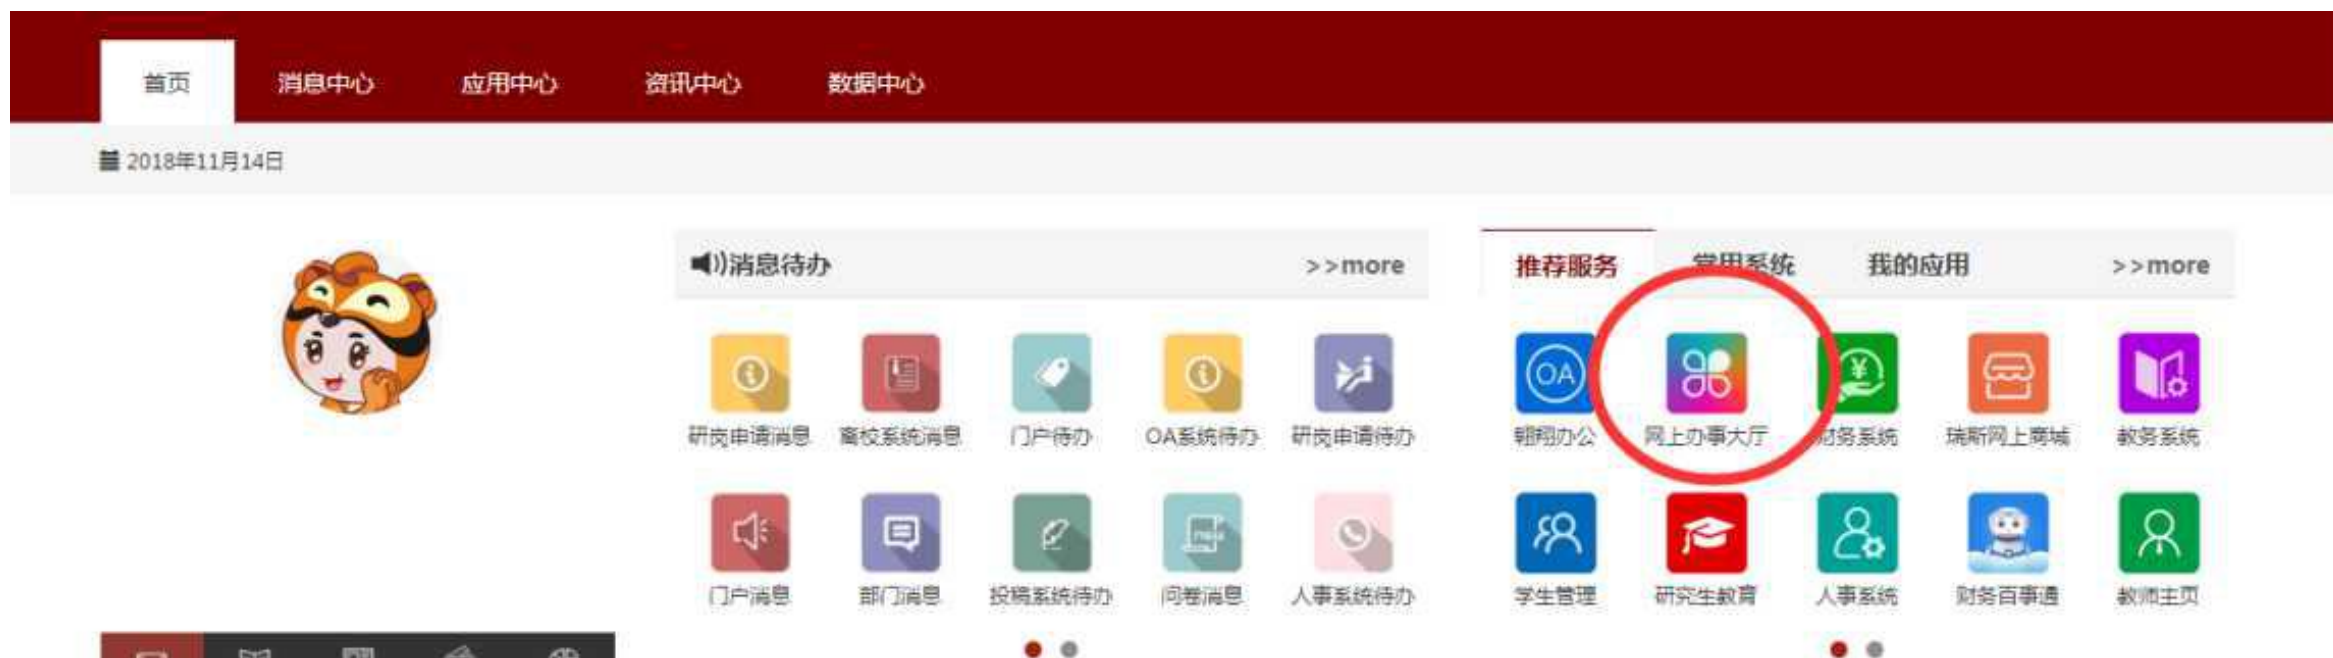 首页 消息中心 应用中心 资讯中心 数据中心
2018年11月14日
消息待办 >>more
推荐服务 常用系统 我的应用 >>more
研岗申请消息 离校系统消息 门户待办 OA系统待办 研岗申请待办
OA
¥
翱翔办公 网上办事大厅 财务系统 瑞斯网上商城 教务系统
门户消息 部门消息 投稿系统待办 问卷消息 人事系统待办
学生管理 研究生教育 人事系统 财务百事通 教师主页